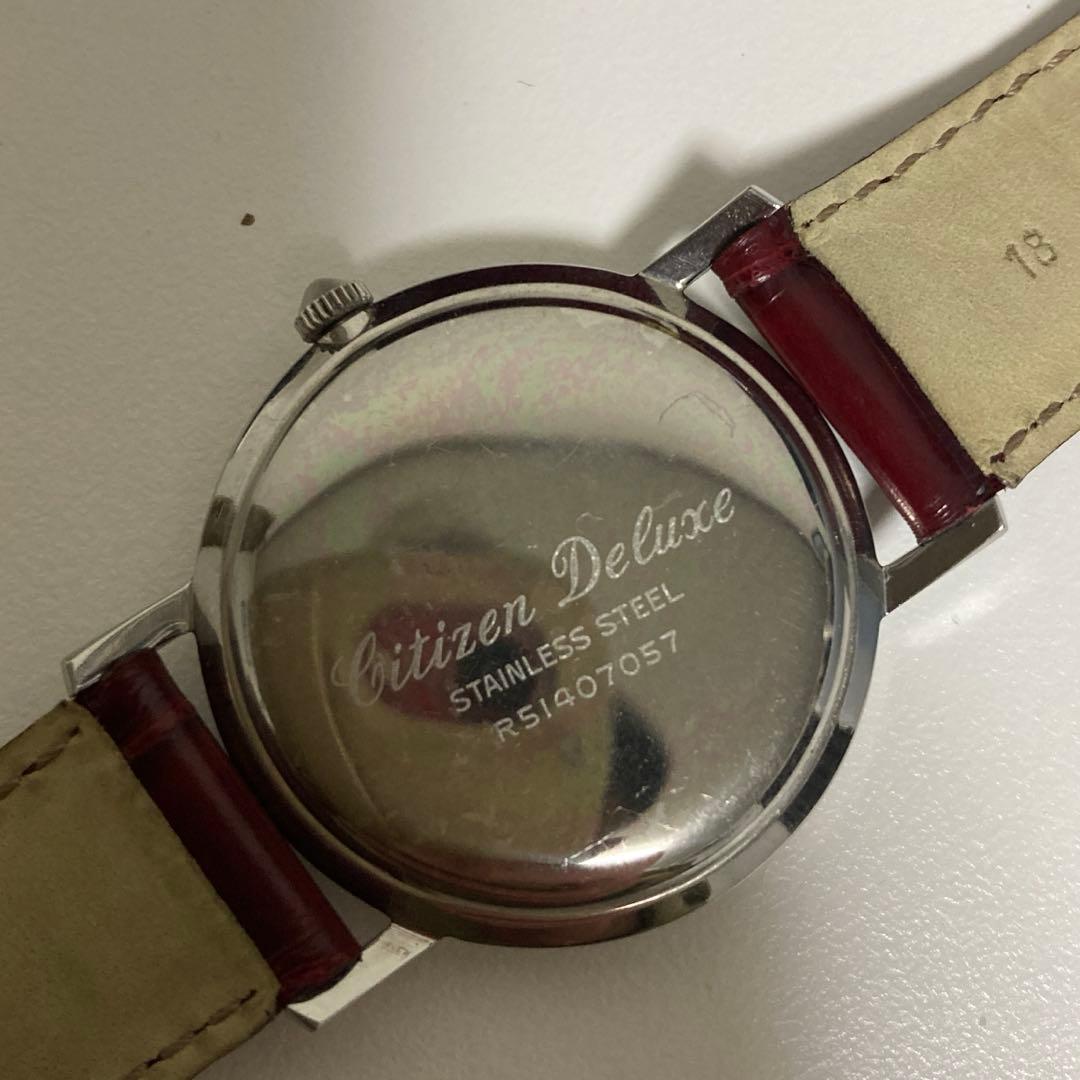 Citizen Deluxe
STAINLESS STEEL
R51407057
18